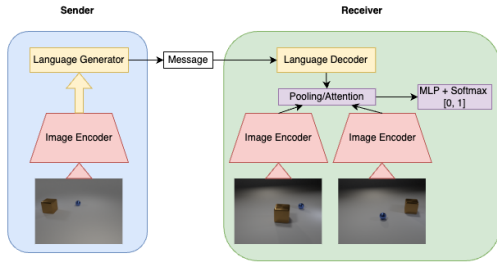 Sender
Receiver
Language Generator
Message
Language Decoder
Pooling/Attention
MLP + Softmax
[0, 1]
Image Encoder
Image Encoder
Image Encoder